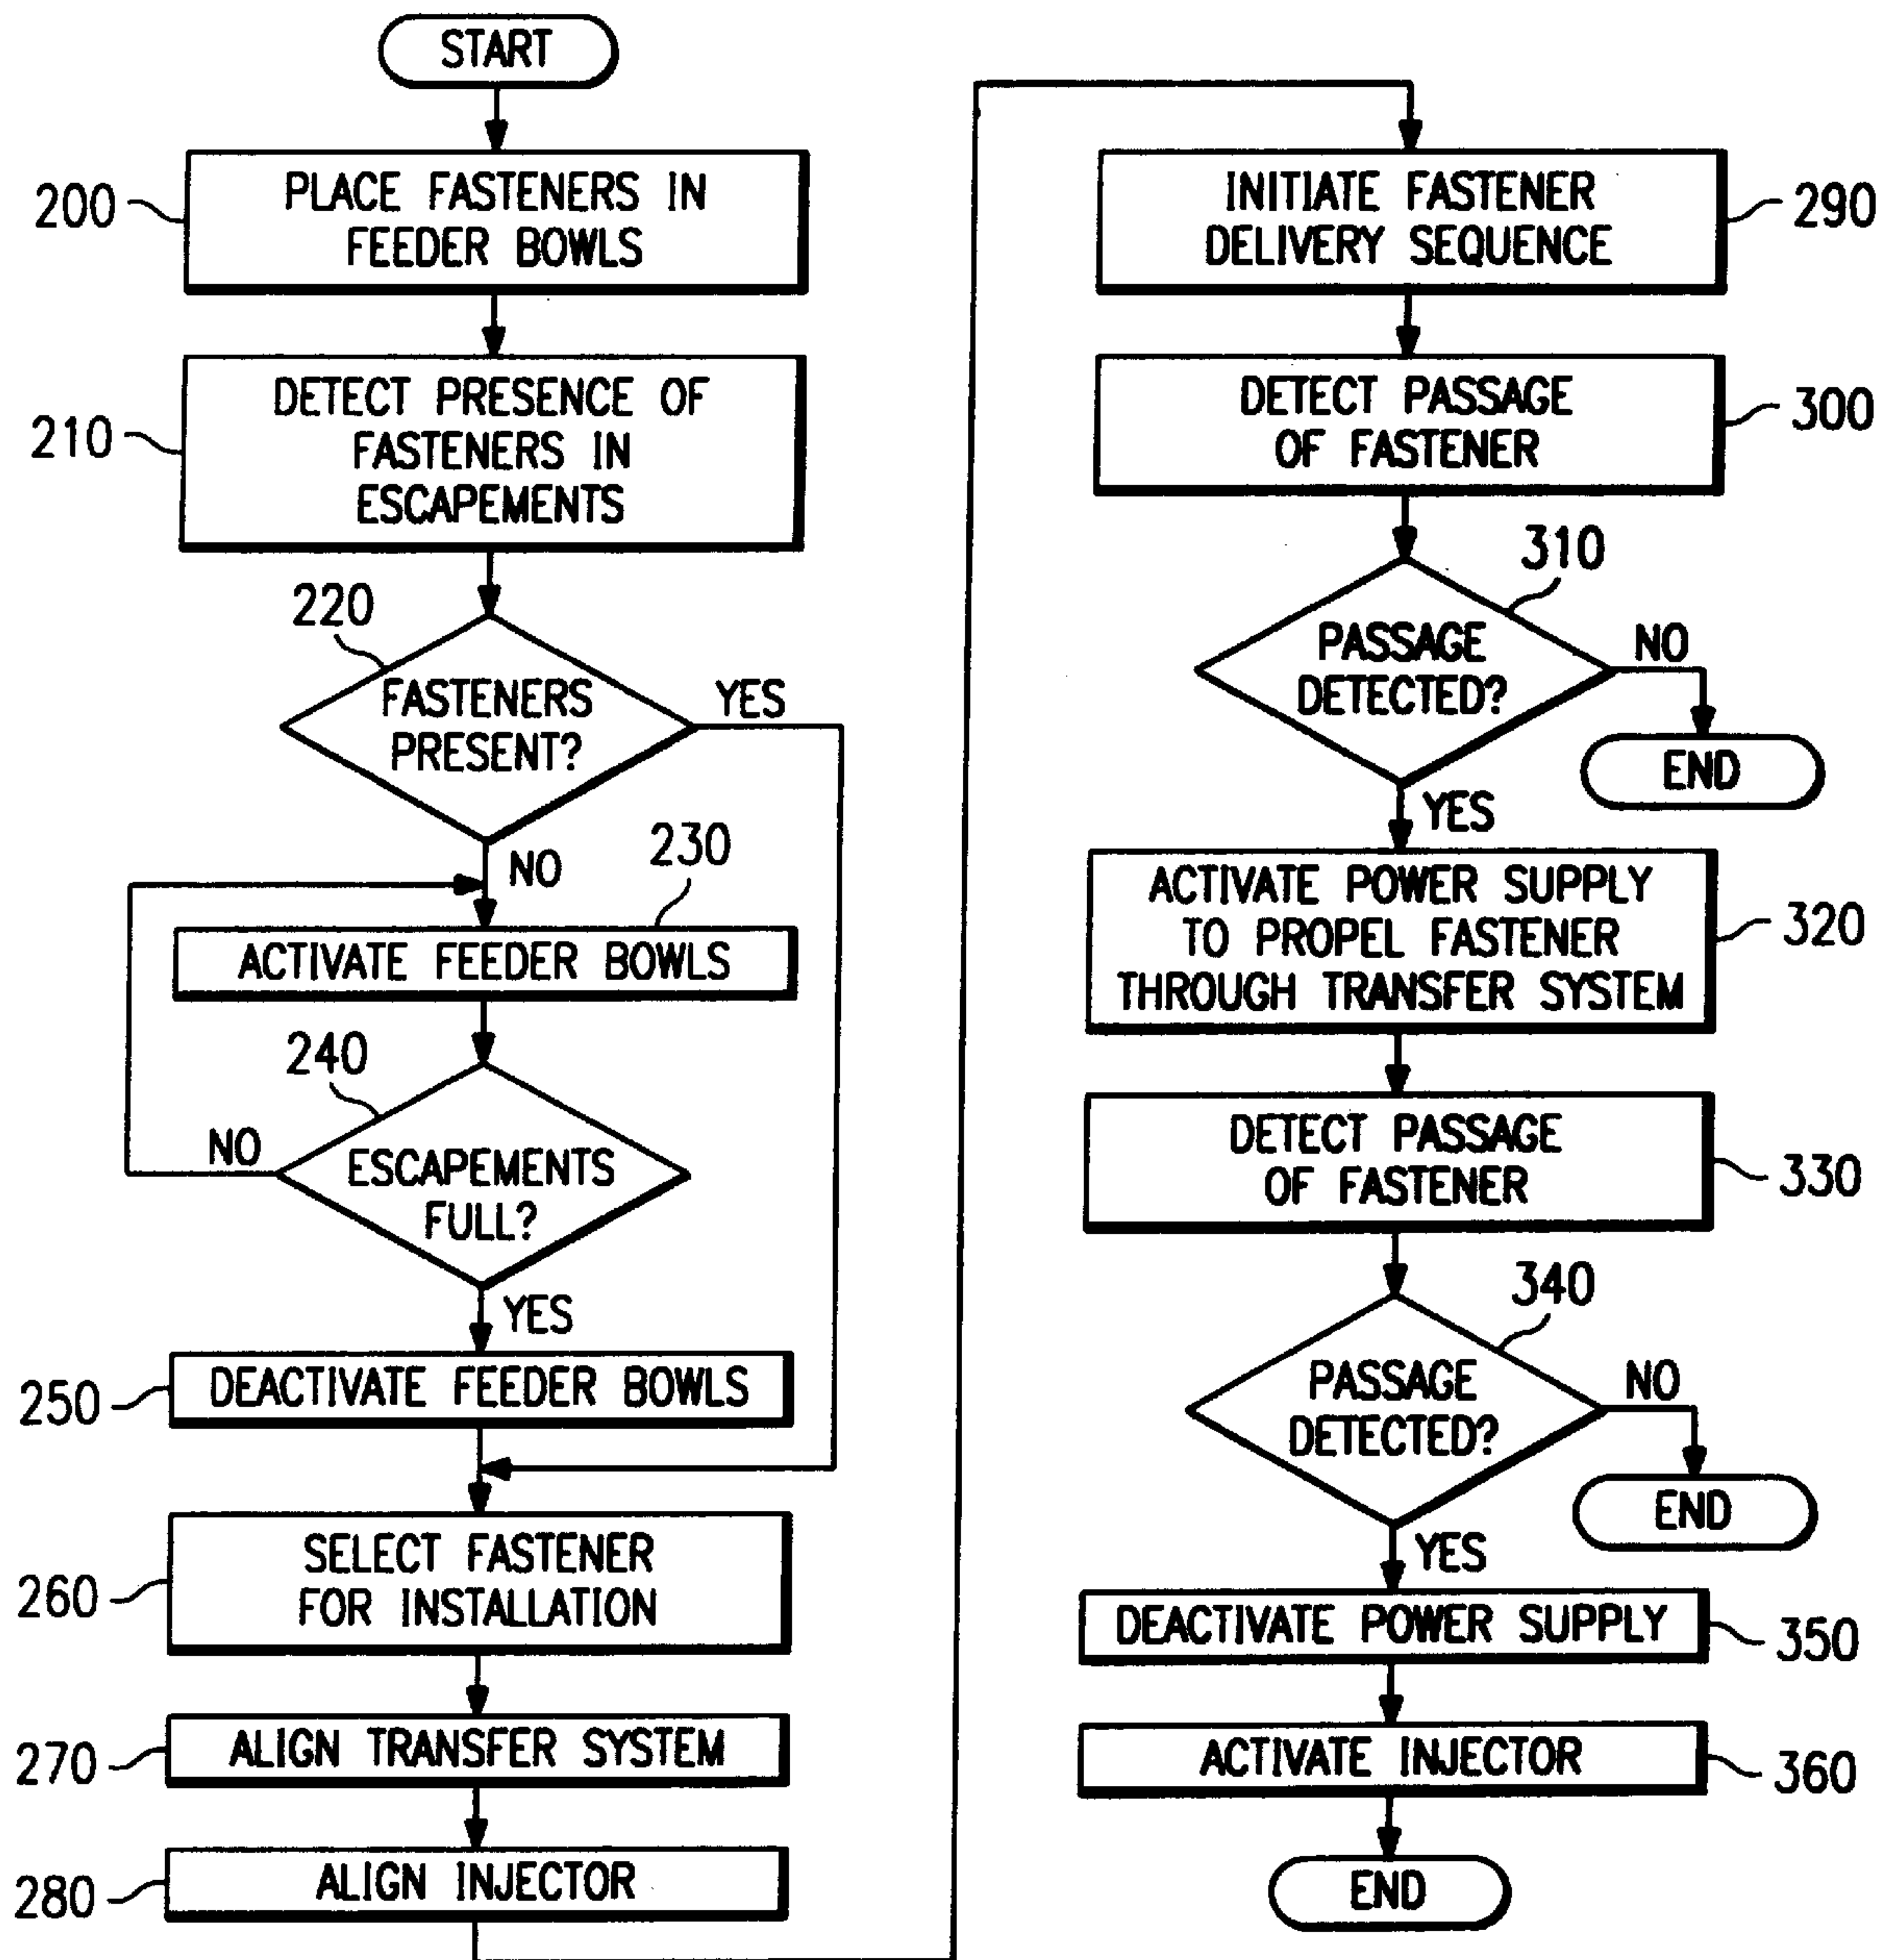 START
200
PLACE FASTENERS IN
FEEDER BOWLS
210
DETECT PRESENCE OF
FASTENERS IN
ESCAPEMENTS
220
FASTENERS
PRESENT?
YES
NO
230
ACTIVATE FEEDER BOWLS
240
NO
ESCAPEMENTS
FULL?
YES
250
DEACTIVATE FEEDER BOWLS
260
SELECT FASTENER
FOR INSTALLATION
270
ALIGN TRANSFER SYSTEM
280
ALIGN INJECTOR
INITIATE FASTENER
DELIVERY SEQUENCE
290
DETECT PASSAGE
OF FASTENER
300
310
PASSAGE
DETECTED?
NO
END
YES
ACTIVATE POWER SUPPLY
TO PROPEL FASTENER
THROUGH TRANSFER SYSTEM
320
DETECT PASSAGE
OF FASTENER
330
340
PASSAGE
DETECTED?
NO
END
YES
DEACTIVATE POWER SUPPLY
350
ACTIVATE INJECTOR
360
END